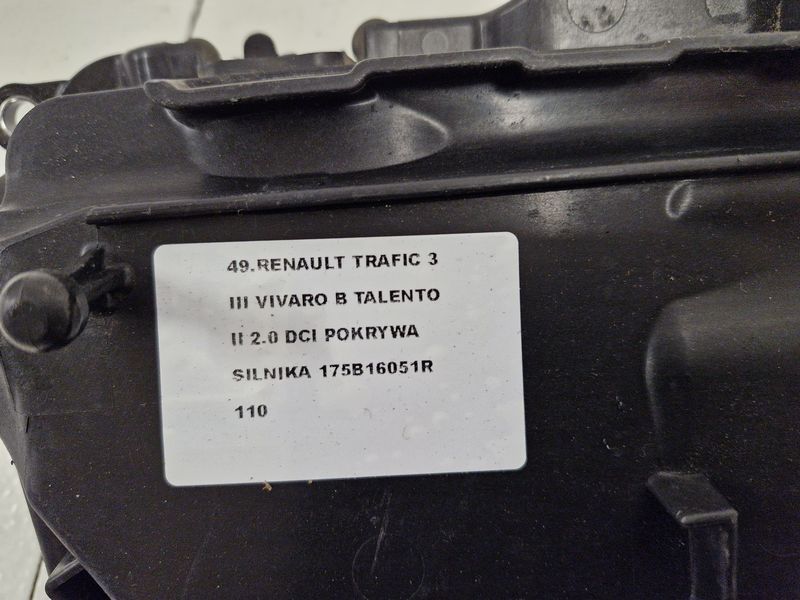 49.RENAULT TRAFIC 3
III VIVARO B TALENTO
II 2.0 DCI POKRYWA
SILNIKA 175B16051R
110